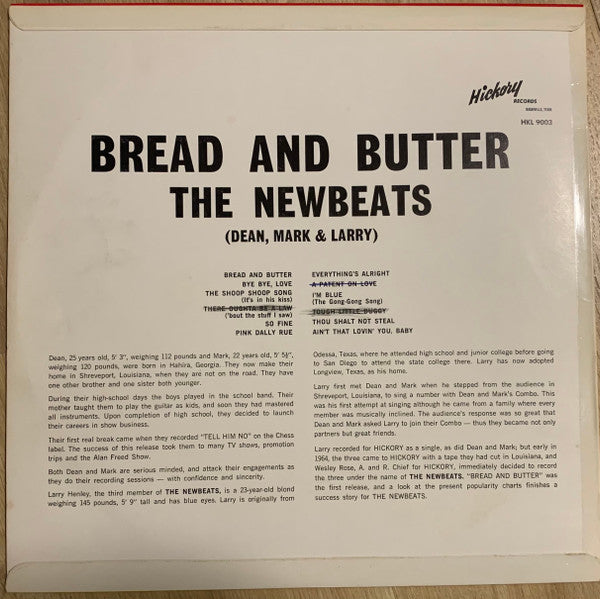 Hickory
RECORDS
NASHVILLE, TENN.
HKL 9003
BREAD AND BUTTER
THE NEWBEATS
(DEAN, MARK & LARRY)
BREAD AND BUTTER
BYE BYE, LOVE
THE SHOOP SHOOP SONG
(It's in his kiss)
THERE OUGHTA BE A LAW
('bout the stuff I saw)
SO FINE
PINK DALLY RUE
EVERYTHING'S ALRIGHT
A PATENT ON LOVE
I'M BLUE
(The Gong-Gong Song)
TOUGH LITTLE BUGGY
THOU SHALT NOT STEAL
AIN'T THAT LOVIN' YOU, BABY
Dean, 25 years old, 5' 3", weighing 112 pounds and Mark, 22 years old, 5' 5½",
weighing 120 pounds, were born in Hahira, Georgia. They now make their
home in Shreveport, Louisiana, when they are not on the road. They have
one other brother and one sister both younger.
During their high-school days the boys played in the school band. Their
mother taught them to play the guitar as kids, and soon they had mastered
all instruments. Upon completion of high school, they decided to launch
their careers in show business.
Their first real break came when they recorded "TELL HIM NO" on the Chess
label. The success of this release took them to many TV shows, promotion
trips and the Alan Freed Show.
Both Dean and Mark are serious minded, and attack their engagements as
they do their recording sessions — with confidence and sincerity.
Larry Henley, the third member of THE NEWBEATS, is a 23-year-old blond
weighing 145 pounds, 5' 9" tall and has blue eyes. Larry is originally from
Odessa, Texas, where he attended high school and junior college before going
to San Diego to attend the state college there. Larry has now adopted
Longview, Texas, as his home.
Larry first met Dean and Mark when he stepped from the audience in
Shreveport, Louisiana, to sing a number with Dean and Mark's Combo. This
was his first attempt at singing although he came from a family where every
member was musically inclined. The audience's response was so great that
Dean and Mark asked Larry to join their Combo — thus they became not only
partners but great friends.
Larry recorded for HICKORY as a single, as did Dean and Mark; but early in
1964, the three came to HICKORY with a tape they had cut in Louisiana, and
Wesley Rose, A. and R. Chief for HICKORY, immediately decided to record
the three under the name of THE NEWBEATS. "BREAD AND BUTTER" was
the first release, and a look at the present popularity charts finishes a
success story for THE NEWBEATS.